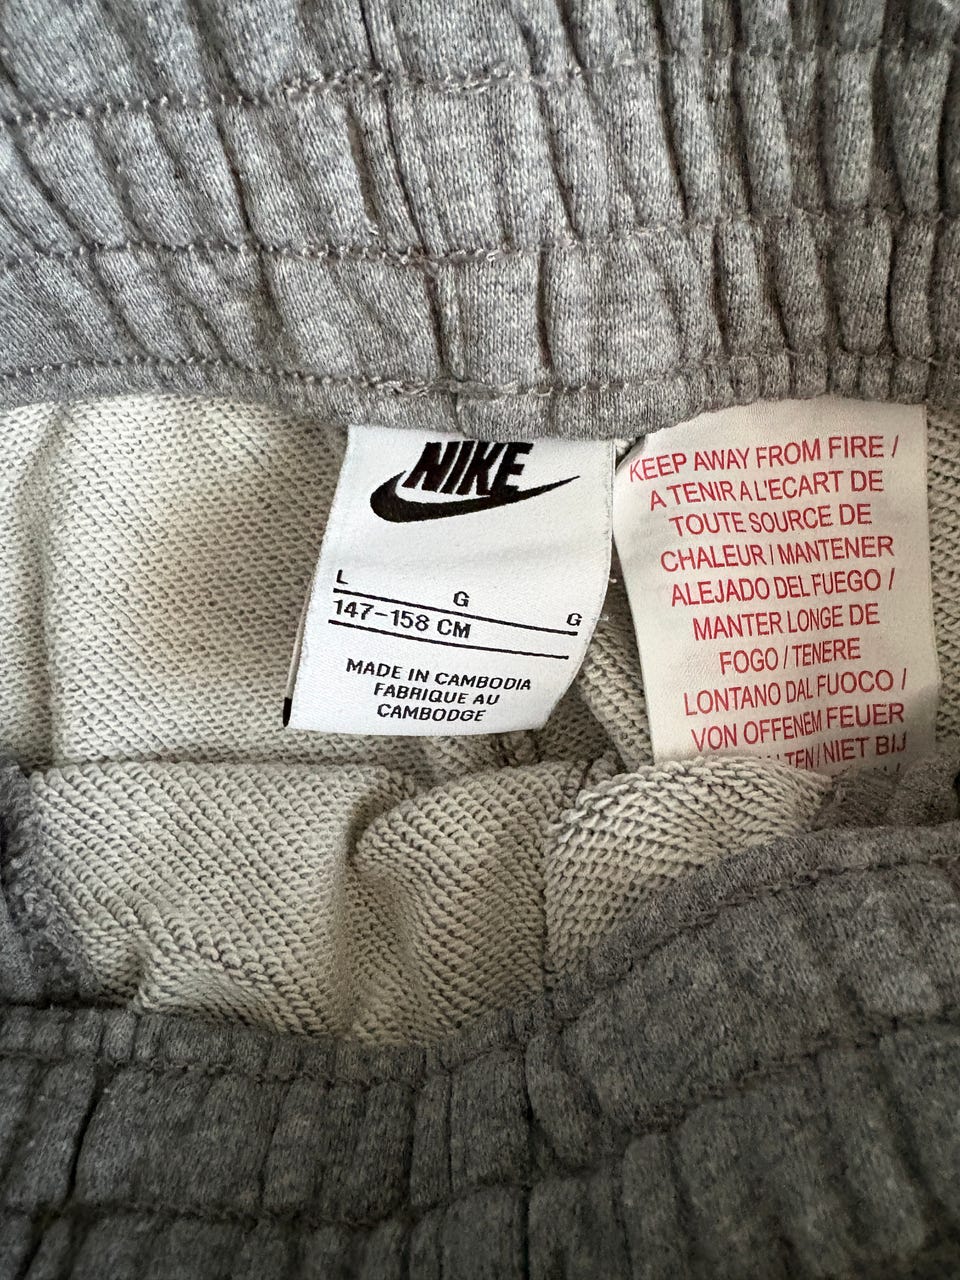 NIKE
L
G
G
147-158 CM
MADE IN CAMBODIA
FABRIQUE AU
CAMBODGE
KEEP AWAY FROM FIRE /
A TENIR A L'ECART DE
TOUTE SOURCE DE
CHALEUR / MANTENER
ALEJADO DEL FUEGO /
MANTER LONGE DE
FOGO / TENERE
LONTANO DAL FUOCO /
VON OFFENEM FEUER
/ NIET BIJ